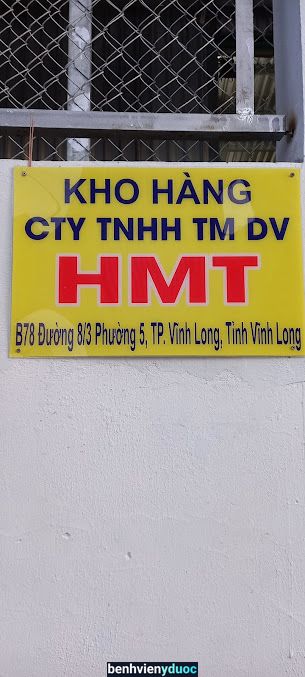 KHO HÀNG
CTY TNHH TM DV
HMT
B78 Đường 8/3 Phường 5, TP. Vĩnh Long, Tỉnh Vĩnh Long
benhvienyduoc